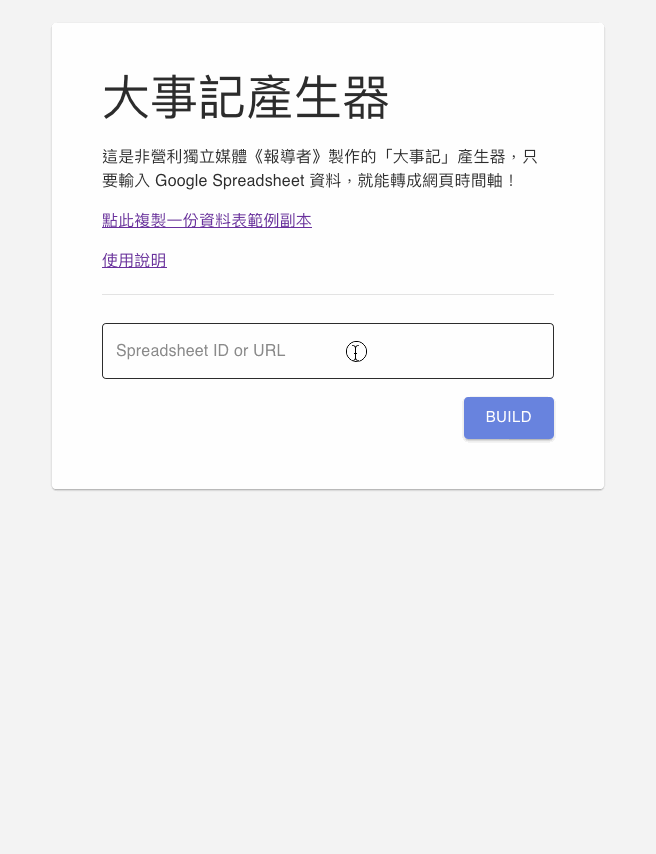 大事記產生器
這是非營利獨立媒體《報導者》製作的「大事記」產生器，只
要輸入 Google Spreadsheet 資料，就能轉成網頁時間軸！
點此複製一份資料表範例副本
使用說明
Spreadsheet ID or URL
BUILD